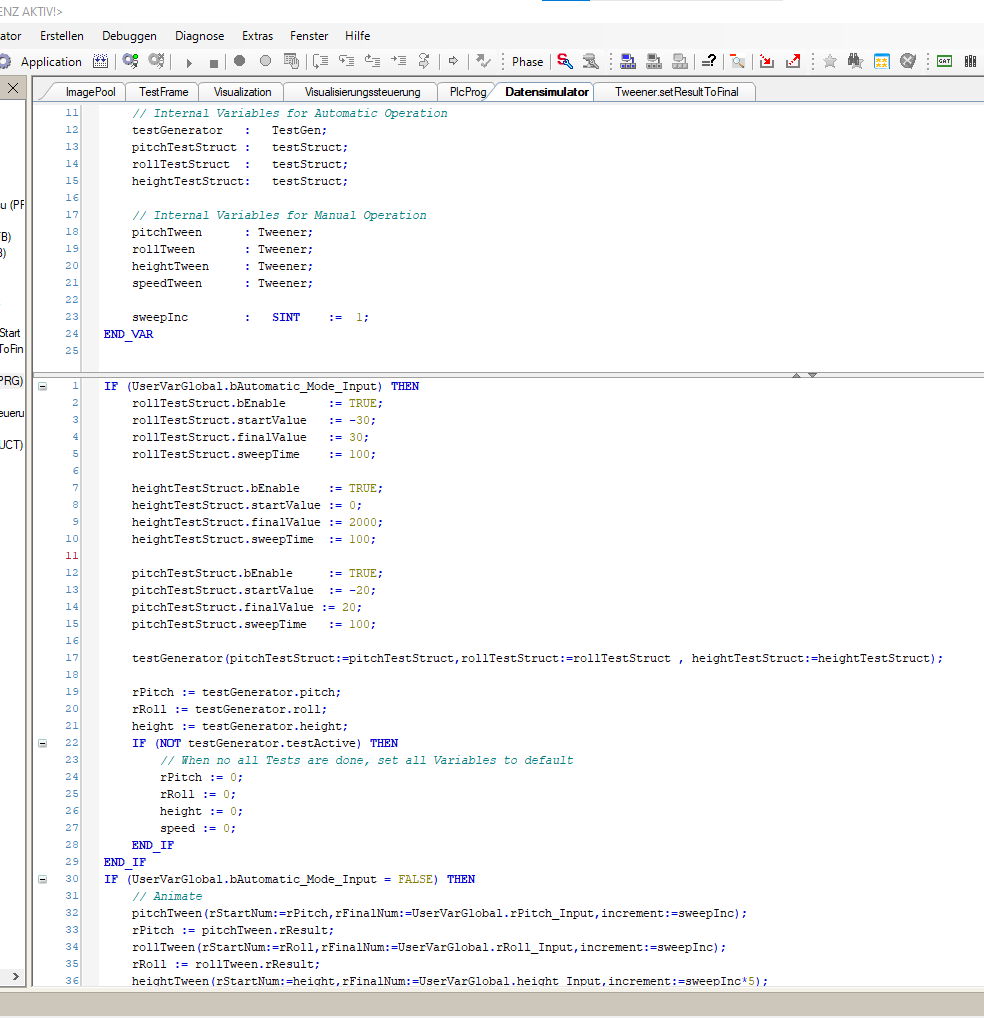 ENZ AKTIV!>
ator Erstellen Debuggen Diagnose Extras Fenster Hilfe
Application Phase CAT
ImagePool TestFrame Visualization Visualisierungssteuerung PlcProg Datensimulator Tweener.setResultToFinal
u (PF
B)
Start
ToFin
PRG)
eueru
UCT)
11 // Internal Variables for Automatic Operation
12 testGenerator : TestGen;
13 pitchTestStruct : testStruct;
14 rollTestStruct : testStruct;
15 heightTestStruct: testStruct;
16
17 // Internal Variables for Manual Operation
18 pitchTween : Tweener;
19 rollTween : Tweener;
20 heightTween : Tweener;
21 speedTween : Tweener;
22
23 sweepInc : SINT := 1;
24 END_VAR
25
1 IF (UserVarGlobal.bAutomatic_Mode_Input) THEN
2 rollTestStruct.bEnable := TRUE;
3 rollTestStruct.startValue := -30;
4 rollTestStruct.finalValue := 30;
5 rollTestStruct.sweepTime := 100;
6
7 heightTestStruct.bEnable := TRUE;
8 heightTestStruct.startValue := 0;
9 heightTestStruct.finalValue := 2000;
10 heightTestStruct.sweepTime := 100;
11
12 pitchTestStruct.bEnable := TRUE;
13 pitchTestStruct.startValue := -20;
14 pitchTestStruct.finalValue := 20;
15 pitchTestStruct.sweepTime := 100;
16
17 testGenerator(pitchTestStruct:=pitchTestStruct,rollTestStruct:=rollTestStruct , heightTestStruct:=heightTestStruct);
18
19 rPitch := testGenerator.pitch;
20 rRoll := testGenerator.roll;
21 height := testGenerator.height;
22 IF (NOT testGenerator.testActive) THEN
23 // When no all Tests are done, set all Variables to default
24 rPitch := 0;
25 rRoll := 0;
26 height := 0;
27 speed := 0;
28 END_IF
29 END_IF
30 IF (UserVarGlobal.bAutomatic_Mode_Input = FALSE) THEN
31 // Animate
32 pitchTween(rStartNum:=rPitch,rFinalNum:=UserVarGlobal.rPitch_Input,increment:=sweepInc);
33 rPitch := pitchTween.rResult;
34 rollTween(rStartNum:=rRoll,rFinalNum:=UserVarGlobal.rRoll_Input,increment:=sweepInc);
35 rRoll := rollTween.rResult;
36 heightTween(rStartNum:=height,rFinalNum:=UserVarGlobal.height_Input,increment:=sweepInc*5);